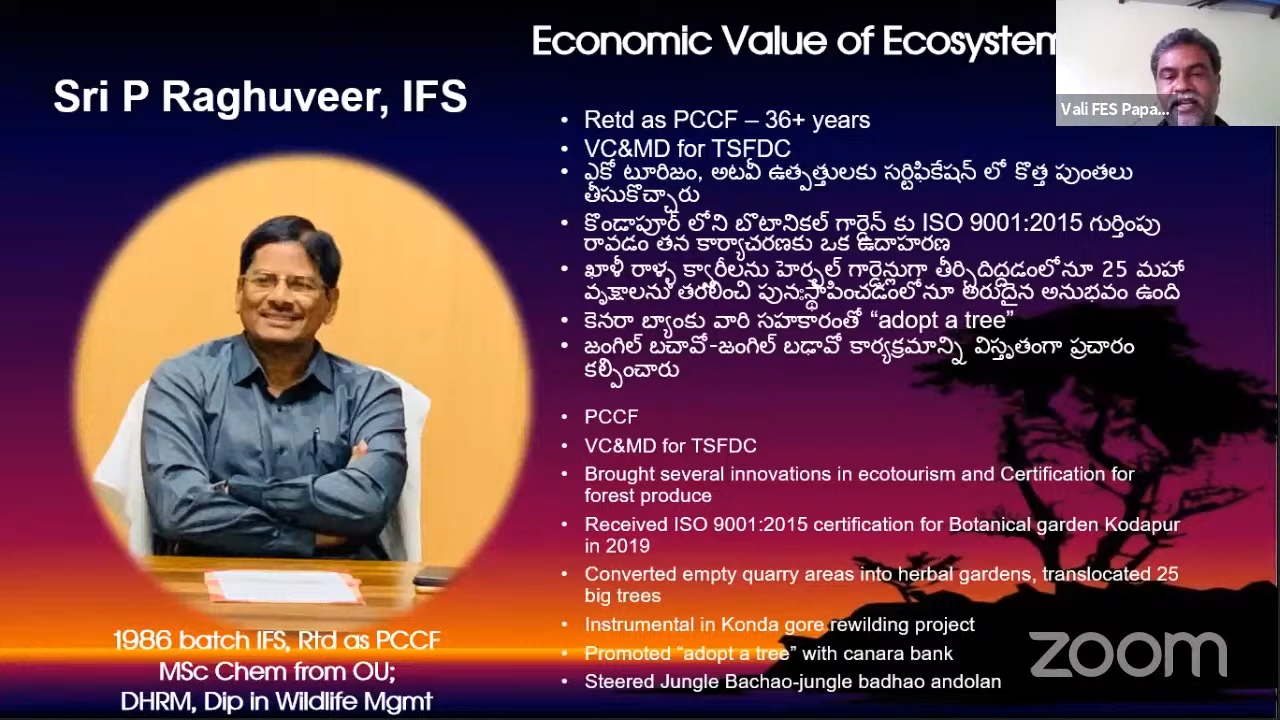 Economic Value of Ecosystem
Sri P Raghuveer, IFS
Vali FES Papa...
• Retd as PCCF – 36+ years
• VC&MD for TSFDC
• ఏకో టూరిజం, అటవీ ఉత్పత్తులకు సర్టిఫికేషన్ లో కొత్త పుంతలు
తీసుకొచ్చారు
• కొండాపూర్ లోని బొటానికల్ గార్డెన్ కు ISO 9001:2015 గుర్తింపు
రావడం తన కార్యాచరణకు ఒక ఉదాహరణ
• ఖాళీ రాళ్ళ క్వారీలను హెర్బల్ గార్డెన్లుగా తీర్చిదిద్దడంలోనూ 25 మహా
వృక్షాలను తరలించి పునఃస్థాపించడంలోనూ అరుదైన అనుభవం ఉంది
• కెనరా బ్యాంకు వారి సహకారంతో “adopt a tree”
• జంగిల్ బచావో-జంగిల్ బఢావో కార్యక్రమాన్ని విస్తృతంగా ప్రచారం
కల్పించారు
• PCCF
• VC&MD for TSFDC
• Brought several innovations in ecotourism and Certification for
forest produce
• Received ISO 9001:2015 certification for Botanical garden Kodapur
in 2019
• Converted empty quarry areas into herbal gardens, translocated 25
big trees
• Instrumental in Konda gore rewilding project
• Promoted “adopt a tree” with canara bank
• Steered Jungle Bachao-jungle badhao andolan
1986 batch IFS, Rtd as PCCF
MSc Chem from OU;
DHRM, Dip in Wildlife Mgmt
zoom